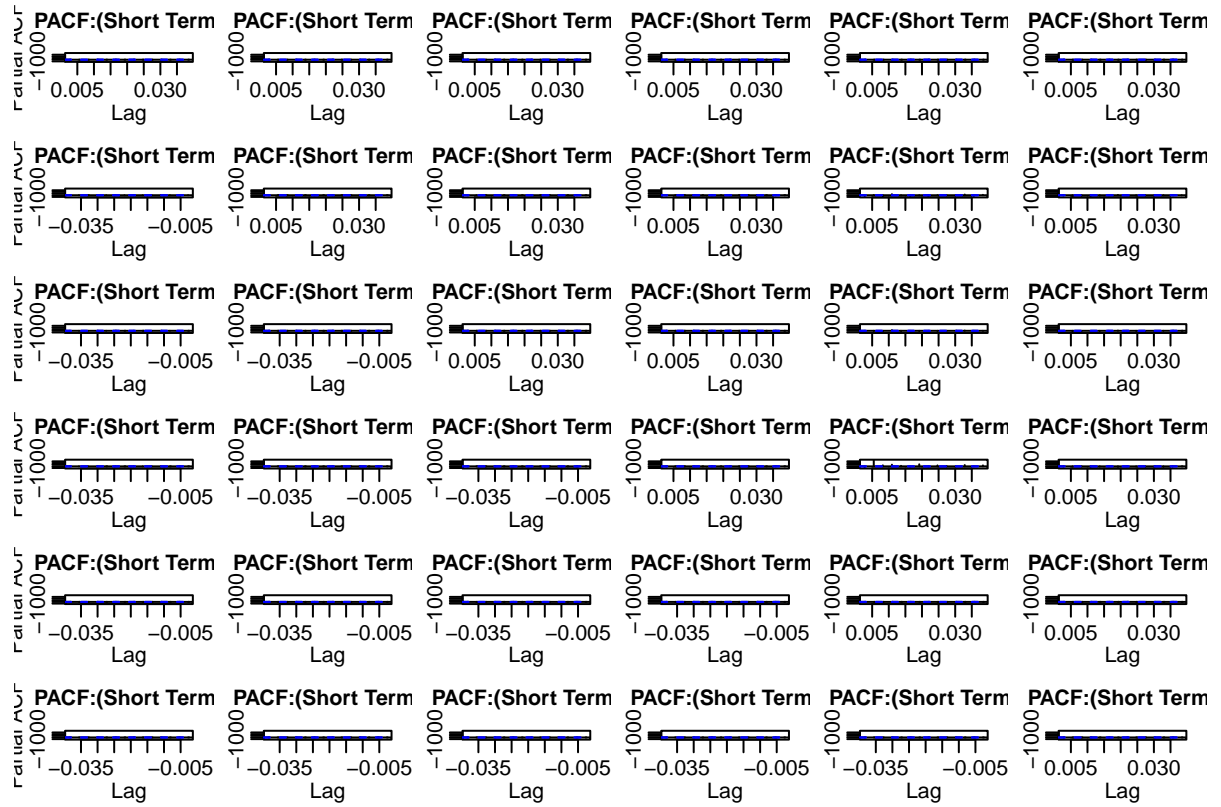 PACF:(Short Term PACF:(Short Term PACF:(Short Term PACF:(Short Term PACF:(Short Term PACF:(Short Term
Partial ACF
−1000 −1000 −1000 −1000 −1000 −1000
0.005 0.030 0.005 0.030 0.005 0.030 0.005 0.030 0.005 0.030 0.005 0.030
Lag Lag Lag Lag Lag Lag
PACF:(Short Term PACF:(Short Term PACF:(Short Term PACF:(Short Term PACF:(Short Term PACF:(Short Term
Partial ACF
−1000 −1000 −1000 −1000 −1000 −1000
−0.035 −0.005 0.005 0.030 0.005 0.030 0.005 0.030 0.005 0.030 0.005 0.030
Lag Lag Lag Lag Lag Lag
PACF:(Short Term PACF:(Short Term PACF:(Short Term PACF:(Short Term PACF:(Short Term PACF:(Short Term
Partial ACF
−1000 −1000 −1000 −1000 −1000 −1000
−0.035 −0.005 −0.035 −0.005 0.005 0.030 0.005 0.030 0.005 0.030 0.005 0.030
Lag Lag Lag Lag Lag Lag
PACF:(Short Term PACF:(Short Term PACF:(Short Term PACF:(Short Term PACF:(Short Term PACF:(Short Term
Partial ACF
−1000 −1000 −1000 −1000 −1000 −1000
−0.035 −0.005 −0.035 −0.005 −0.035 −0.005 0.005 0.030 0.005 0.030 0.005 0.030
Lag Lag Lag Lag Lag Lag
PACF:(Short Term PACF:(Short Term PACF:(Short Term PACF:(Short Term PACF:(Short Term PACF:(Short Term
Partial ACF
−1000 −1000 −1000 −1000 −1000 −1000
−0.035 −0.005 −0.035 −0.005 −0.035 −0.005 −0.035 −0.005 0.005 0.030 0.005 0.030
Lag Lag Lag Lag Lag Lag
PACF:(Short Term PACF:(Short Term PACF:(Short Term PACF:(Short Term PACF:(Short Term PACF:(Short Term
Partial ACF
−1000 −1000 −1000 −1000 −1000 −1000
−0.035 −0.005 −0.035 −0.005 −0.035 −0.005 −0.035 −0.005 −0.035 −0.005 0.005 0.030
Lag Lag Lag Lag Lag Lag